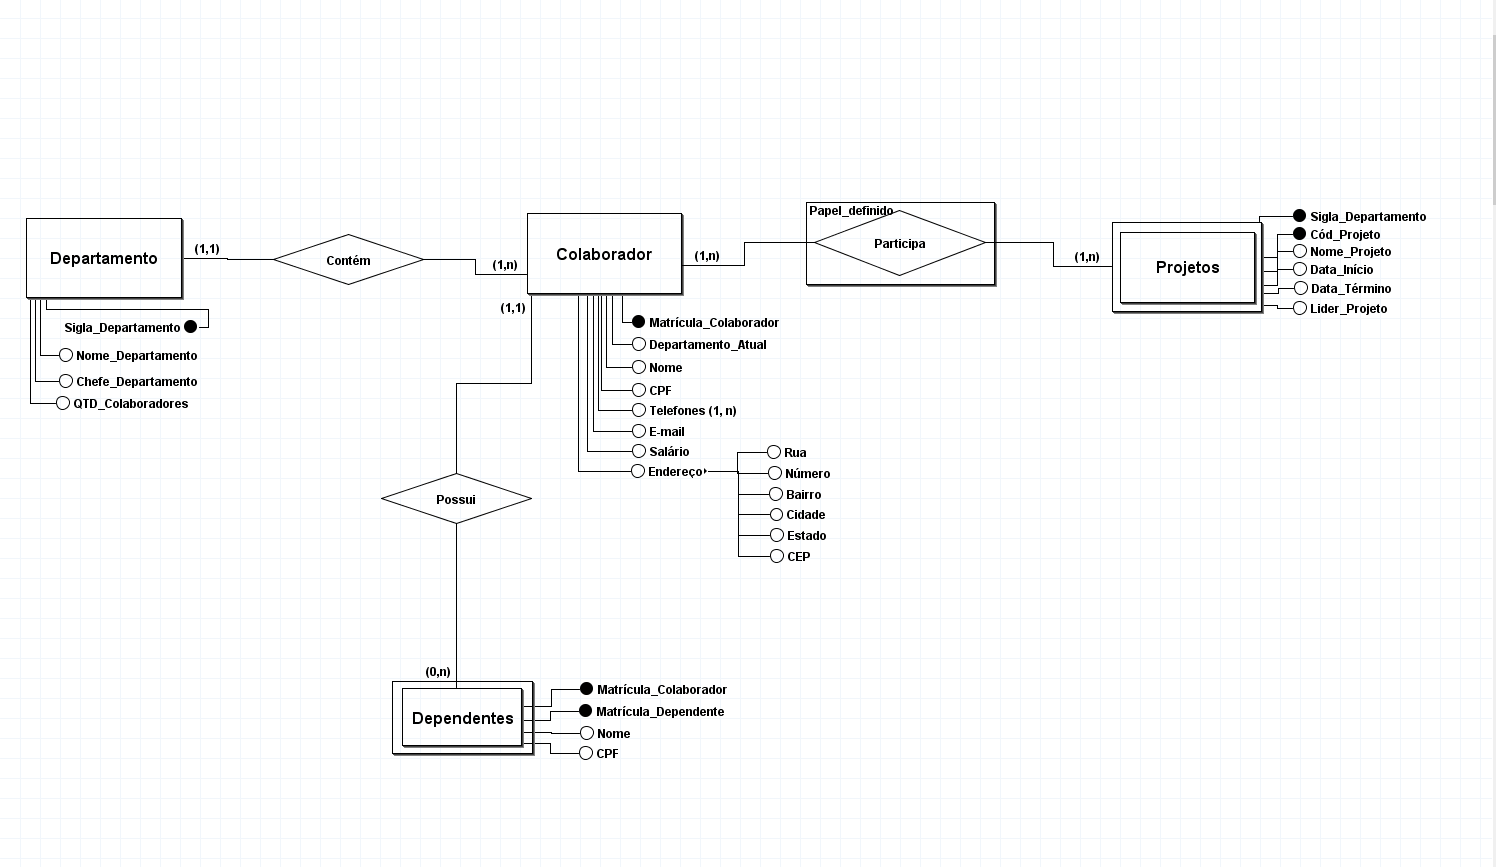 Departamento
(1,1)
Contém
(1,n)
Colaborador
(1,n)
Papel_definido
Participa
(1,n)
Projetos
Sigla_Departamento
Cód_Projeto
Nome_Projeto
Data_Início
Data_Término
Lider_Projeto
Sigla_Departamento
Nome_Departamento
Chefe_Departamento
QTD_Colaboradores
(1,1)
Matrícula_Colaborador
Departamento_Atual
Nome
CPF
Telefones (1, n)
E-mail
Salário
Endereço
Rua
Número
Bairro
Cidade
Estado
CEP
Possui
(0,n)
Dependentes
Matrícula_Colaborador
Matrícula_Dependente
Nome
CPF